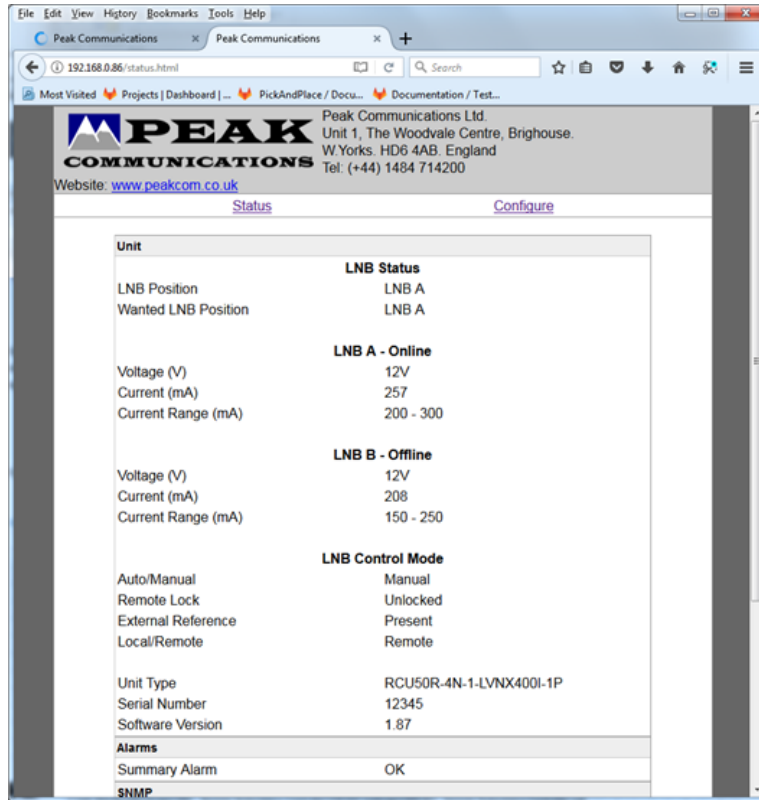 File Edit View History Bookmarks Tools Help
Peak Communications × Peak Communications × +
192.168.0.86/status.html Search
Most Visited Projects | Dashboard | ... PickAndPlace / Docu... Documentation / Test...
PEAK
COMMUNICATIONS
Peak Communications Ltd.
Unit 1, The Woodvale Centre, Brighouse.
W.Yorks. HD6 4AB. England
Tel: (+44) 1484 714200
Website: www.peakcom.co.uk
Status Configure
Unit
LNB Status
LNB Position LNB A
Wanted LNB Position LNB A
LNB A - Online
Voltage (V) 12V
Current (mA) 257
Current Range (mA) 200 - 300
LNB B - Offline
Voltage (V) 12V
Current (mA) 208
Current Range (mA) 150 - 250
LNB Control Mode
Auto/Manual Manual
Remote Lock Unlocked
External Reference Present
Local/Remote Remote
Unit Type RCU50R-4N-1-LVNX400I-1P
Serial Number 12345
Software Version 1.87
Alarms
Summary Alarm OK
SNMP